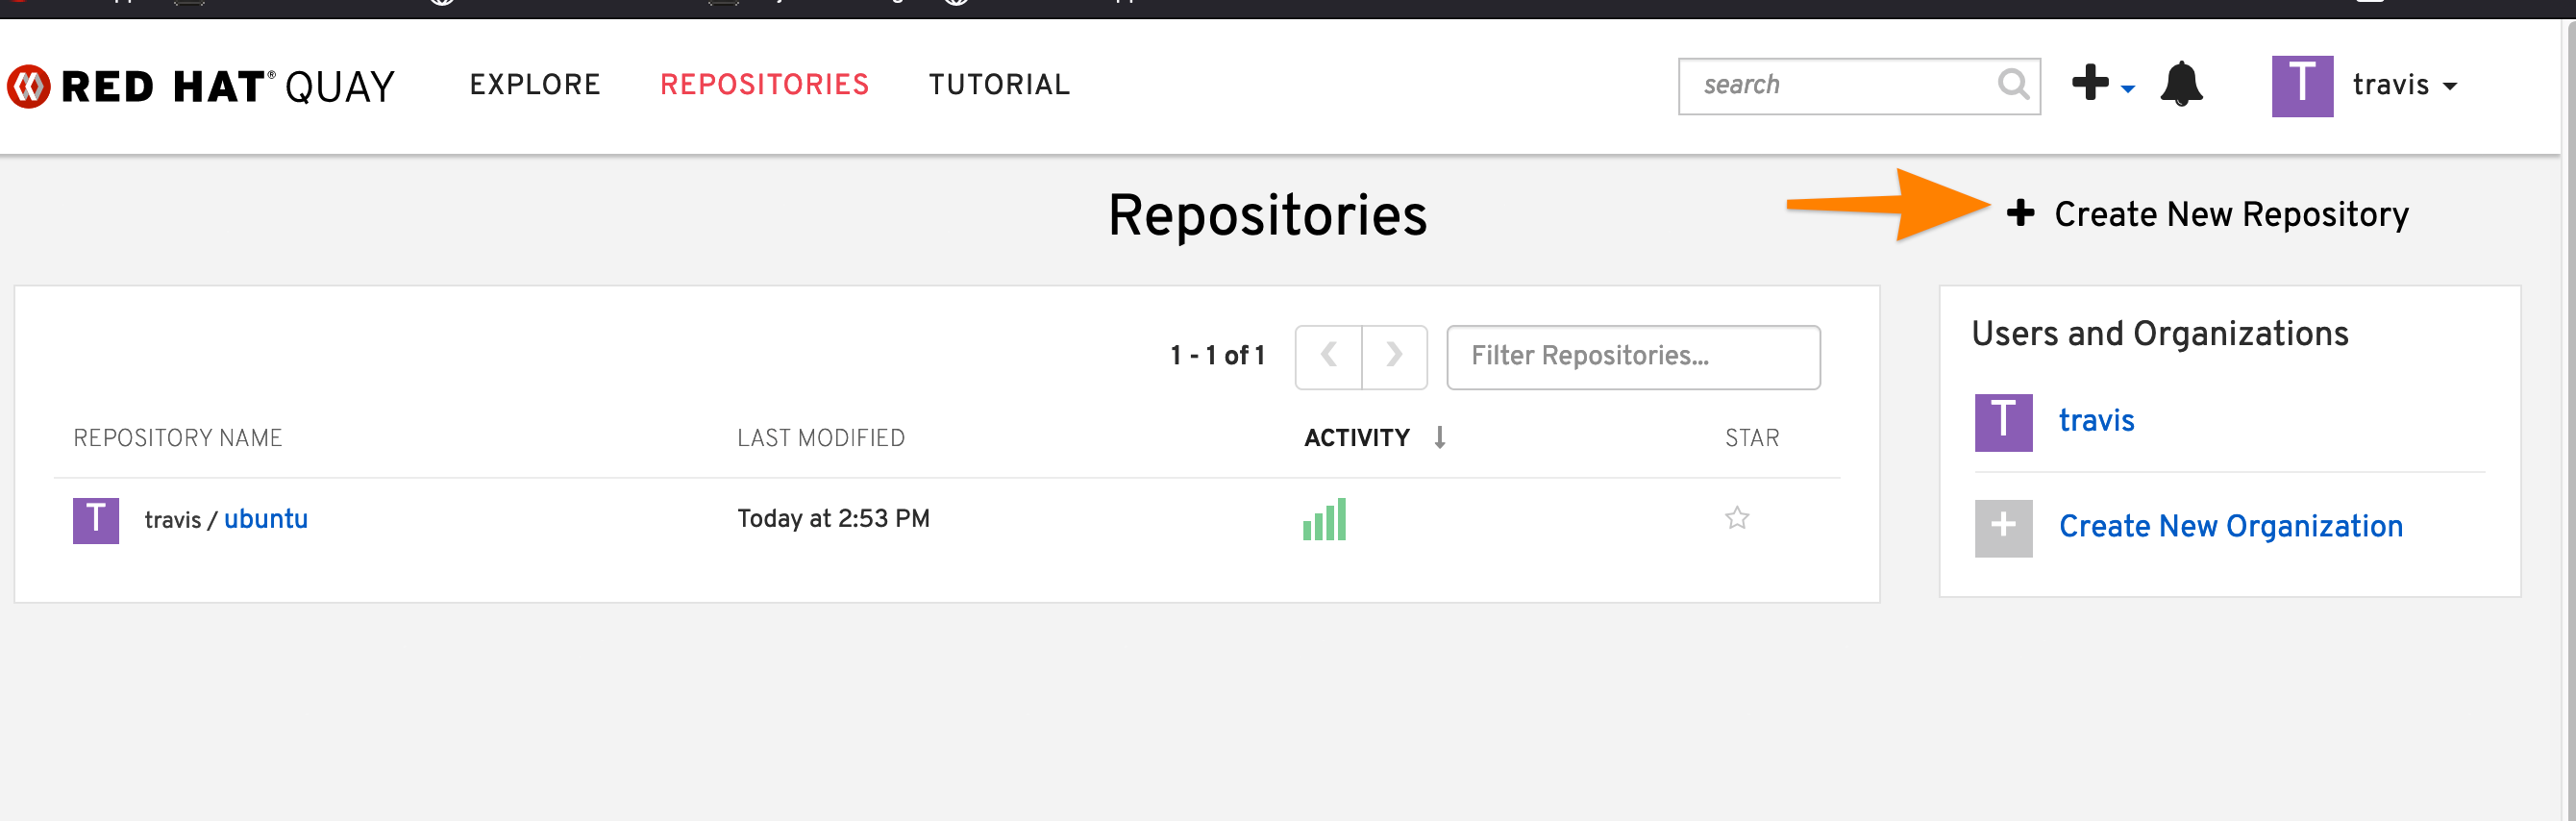 RED HAT® QUAY EXPLORE REPOSITORIES TUTORIAL search T travis
Repositories
+ Create New Repository
1 - 1 of 1 Filter Repositories...
REPOSITORY NAME LAST MODIFIED ACTIVITY STAR
T travis / ubuntu Today at 2:53 PM
Users and Organizations
T travis
+ Create New Organization